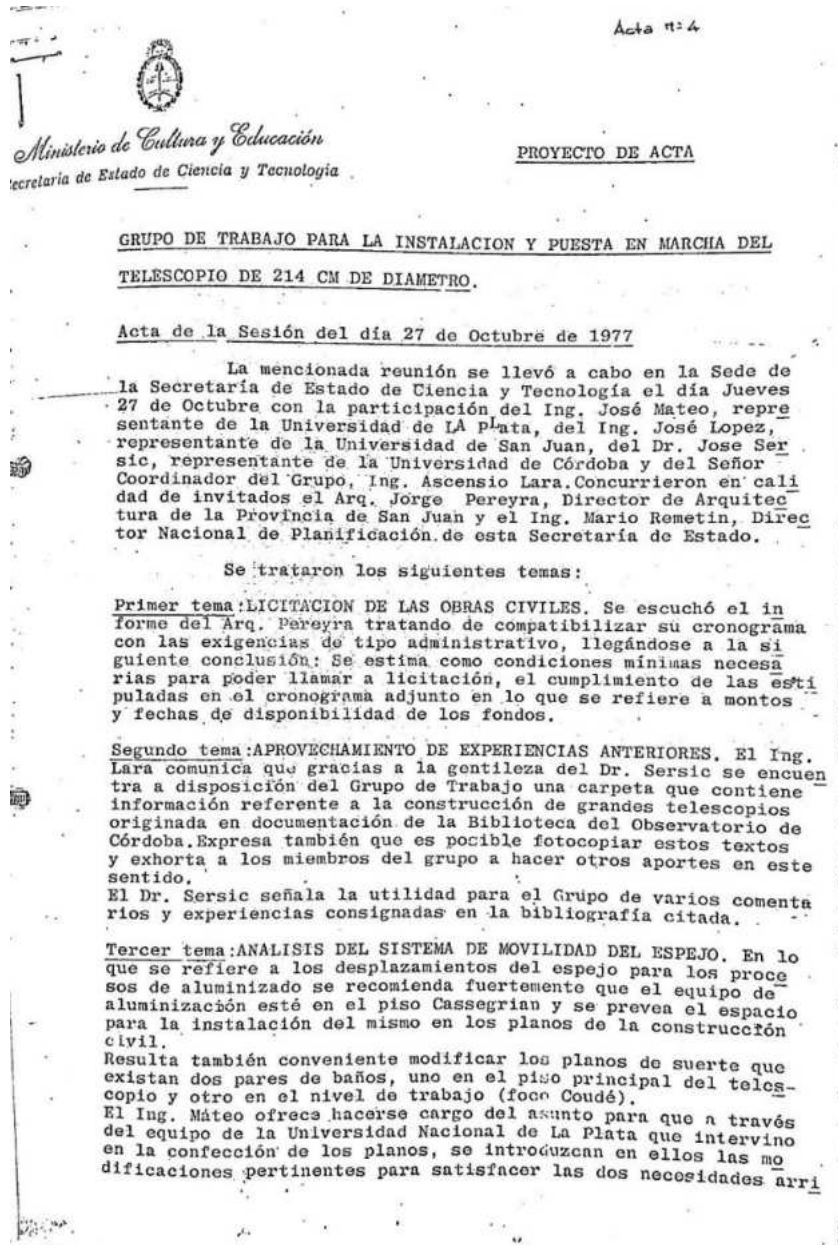 Acta nº 4
Ministerio de Cultura y Educación
ecretaria de Estado de Ciencia y Tecnologia
PROYECTO DE ACTA
GRUPO DE TRABAJO PARA LA INSTALACION Y PUESTA EN MARCHA DEL
TELESCOPIO DE 214 CM DE DIAMETRO.
Acta de la Sesión del día 27 de Octubre de 1977
La mencionada reunión se llevó a cabo en la Sede de
la Secretaría de Estado de Ciencia y Tecnología el día Jueves
27 de Octubre con la participación del Ing. José Mateo, repre
sentante de la Universidad de LA PLata, del Ing. José Lopez,
representante de la Universidad de San Juan, del Dr. Jose Ser
sic, representante de la Universidad de Córdoba y del Señor
Coordinador del Grupo, Ing. Ascensio Lara.Concurrieron en cali
dad de invitados el Arq. Jorge Pereyra, Director de Arquitec
tura de la Provincia de San Juan y el Ing. Mario Remetin, Direc
tor Nacional de Planificación de esta Secretaría de Estado.
Se trataron los siguientes temas:
Primer tema:LICITACION DE LAS OBRAS CIVILES. Se escuchó el in
forme del Arq. Pereyra tratando de compatibilizar su cronograma
con las exigencias de tipo administrativo, llegándose a la si
guiente conclusión: Se estima como condiciones mínimas necesa
rias para poder llamar a licitación, el cumplimiento de las esti
puladas en el cronograma adjunto en lo que se refiere a montos
y fechas de disponibilidad de los fondos.
Segundo tema:APROVECHAMIENTO DE EXPERIENCIAS ANTERIORES. El Ing.
Lara comunica que gracias a la gentileza del Dr. Sersic se encuen
tra a disposición del Grupo de Trabajo una carpeta que contiene
información referente a la construcción de grandes telescopios
originada en documentación de la Biblioteca del Observatorio de
Córdoba.Expresa también que es pocible fotocopiar estos textos
y exhorta a los miembros del grupo a hacer otros aportes en este
sentido.
El Dr. Sersic señala la utilidad para el Grupo de varios comenta
rios y experiencias consignadas en la bibliografía citada.
Tercer tema:ANALISIS DEL SISTEMA DE MOVILIDAD DEL ESPEJO. En lo
que se refiere a los desplazamientos del espejo para los proce
sos de aluminizado se recomienda fuertemente que el equipo de
aluminización esté en el piso Cassegrian y se prevea el espacio
para la instalación del mismo en los planos de la construcción
civil.
Resulta también conveniente modificar los planos de suerte que
existan dos pares de baños, uno en el piso principal del teles-
copio y otro en el nivel de trabajo (foco Coudé).
El Ing. Máteo ofrece hacerse cargo del asunto para que a través
del equipo de la Universidad Nacional de La Plata que intervino
en la confección de los planos, se introduzcan en ellos las mo
dificaciones pertinentes para satisfacer las dos necesidades arri